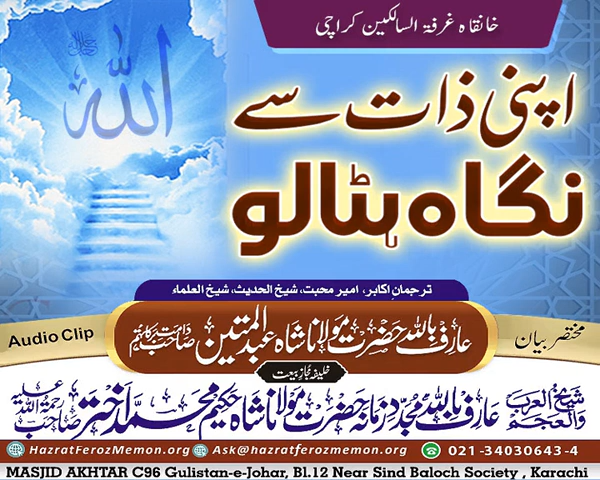 خانقاہ غرفۃ السالکین کراچی
اللہ
جل جلالہ
اپنی ذات سے
نگاہ ہٹالو
ترجمانِ اکابر، امیر محبت، شیخ الحدیث، شیخ العلماء
Audio Clip
عارف باللہ حضرت مولانا شاہ عبدالمتین صاحب دامت برکاتہم
مختصر بیان
خلیفہ مجاز بیعت
شیخ العرب والعجم عارف باللہ مجدد زمانہ حضرت مولانا شاہ حکیم محمد اختر صاحب رحمۃ اللہ علیہ
HazratFerozMemon.org Ask@hazratferozmemon.org 021-34030643-4
MASJID AKHTAR C96 Gulistan-e-Johar, Bl.12 Near Sind Baloch Society , Karachi